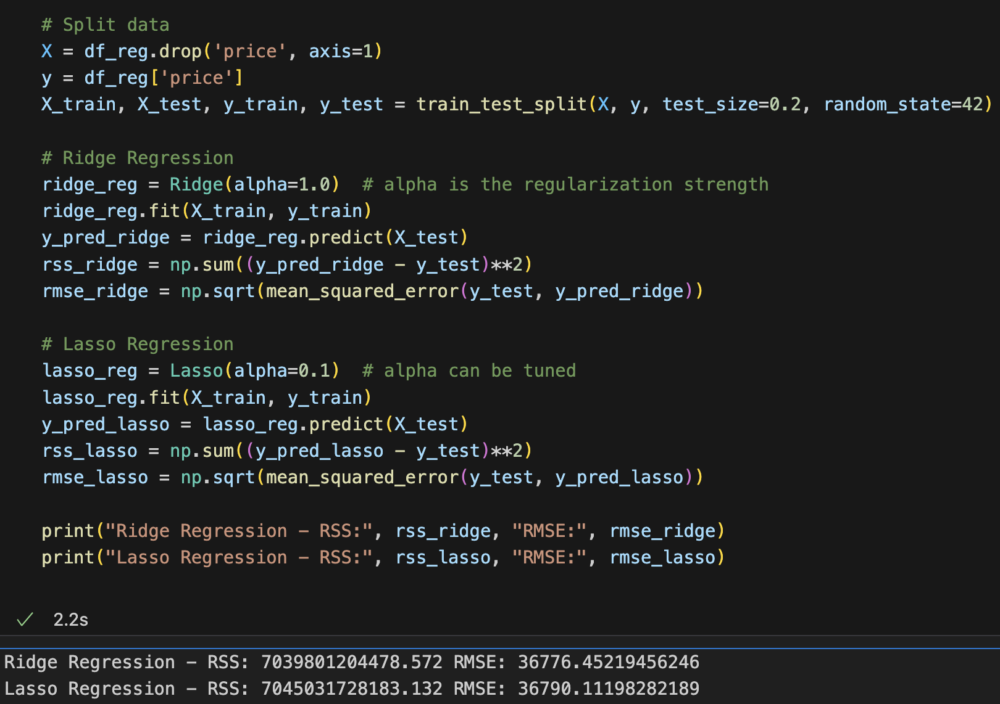 # Split data
X = df_reg.drop('price', axis=1)
y = df_reg['price']
X_train, X_test, y_train, y_test = train_test_split(X, y, test_size=0.2, random_state=42)
# Ridge Regression
ridge_reg = Ridge(alpha=1.0)  # alpha is the regularization strength
ridge_reg.fit(X_train, y_train)
y_pred_ridge = ridge_reg.predict(X_test)
rss_ridge = np.sum((y_pred_ridge - y_test)**2)
rmse_ridge = np.sqrt(mean_squared_error(y_test, y_pred_ridge))
# Lasso Regression
lasso_reg = Lasso(alpha=0.1)  # alpha can be tuned
lasso_reg.fit(X_train, y_train)
y_pred_lasso = lasso_reg.predict(X_test)
rss_lasso = np.sum((y_pred_lasso - y_test)**2)
rmse_lasso = np.sqrt(mean_squared_error(y_test, y_pred_lasso))
print("Ridge Regression - RSS:", rss_ridge, "RMSE:", rmse_ridge)
print("Lasso Regression - RSS:", rss_lasso, "RMSE:", rmse_lasso)
2.2s
Ridge Regression - RSS: 7039801204478.572 RMSE: 36776.45219456246
Lasso Regression - RSS: 7045031728183.132 RMSE: 36790.11198282189